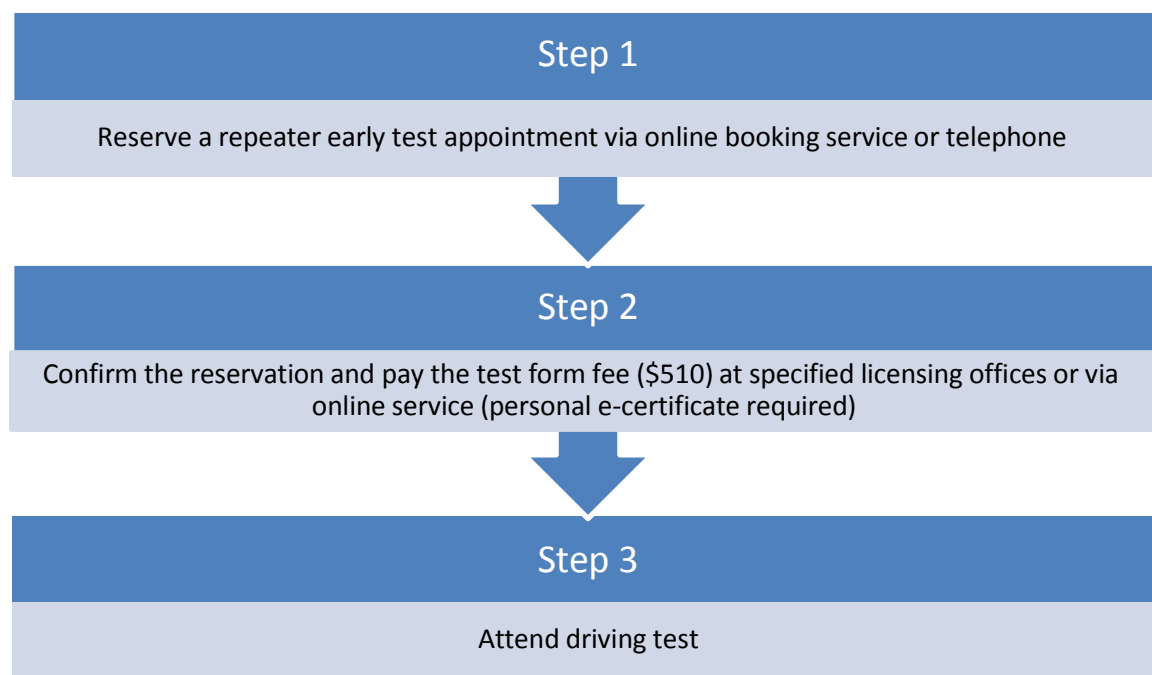 Step 1
Reserve a repeater early test appointment via online booking service or telephone
Step 2
Confirm the reservation and pay the test form fee ($510) at specified licensing offices or via
online service (personal e-certificate required)
Step 3
Attend driving test